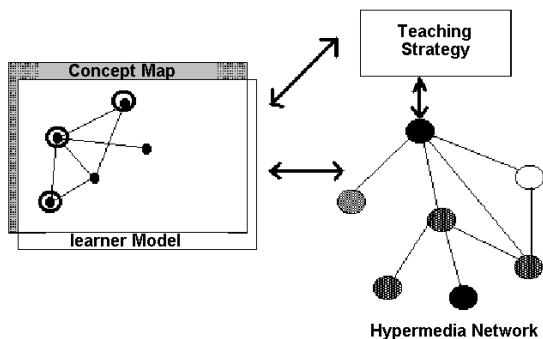 Teaching
Strategy
Concept Map
learner Model
Hypermedia Network